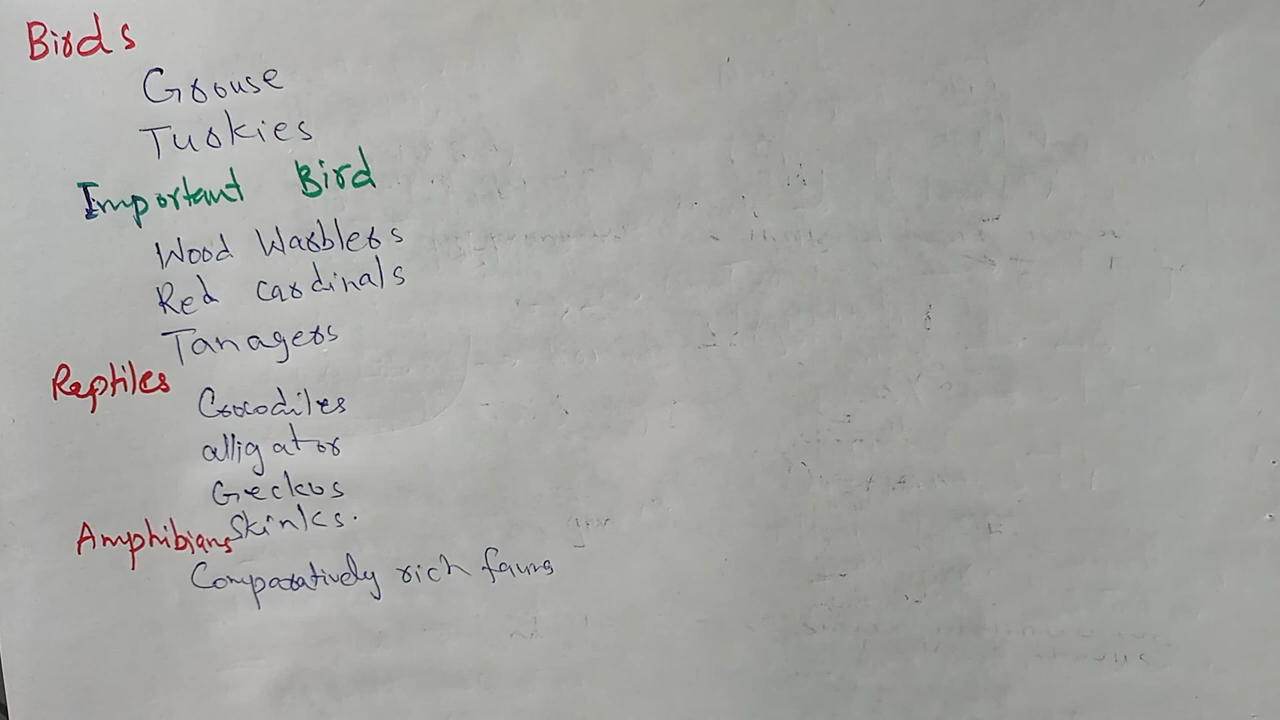 Birds
Grouse
Turkies
Important Bird
Wood Warblers
Red cardinals
Tanagers
Reptiles
Crocodiles
alligator
Geckos
Skinks.
Amphibians
Comparatively rich fauna